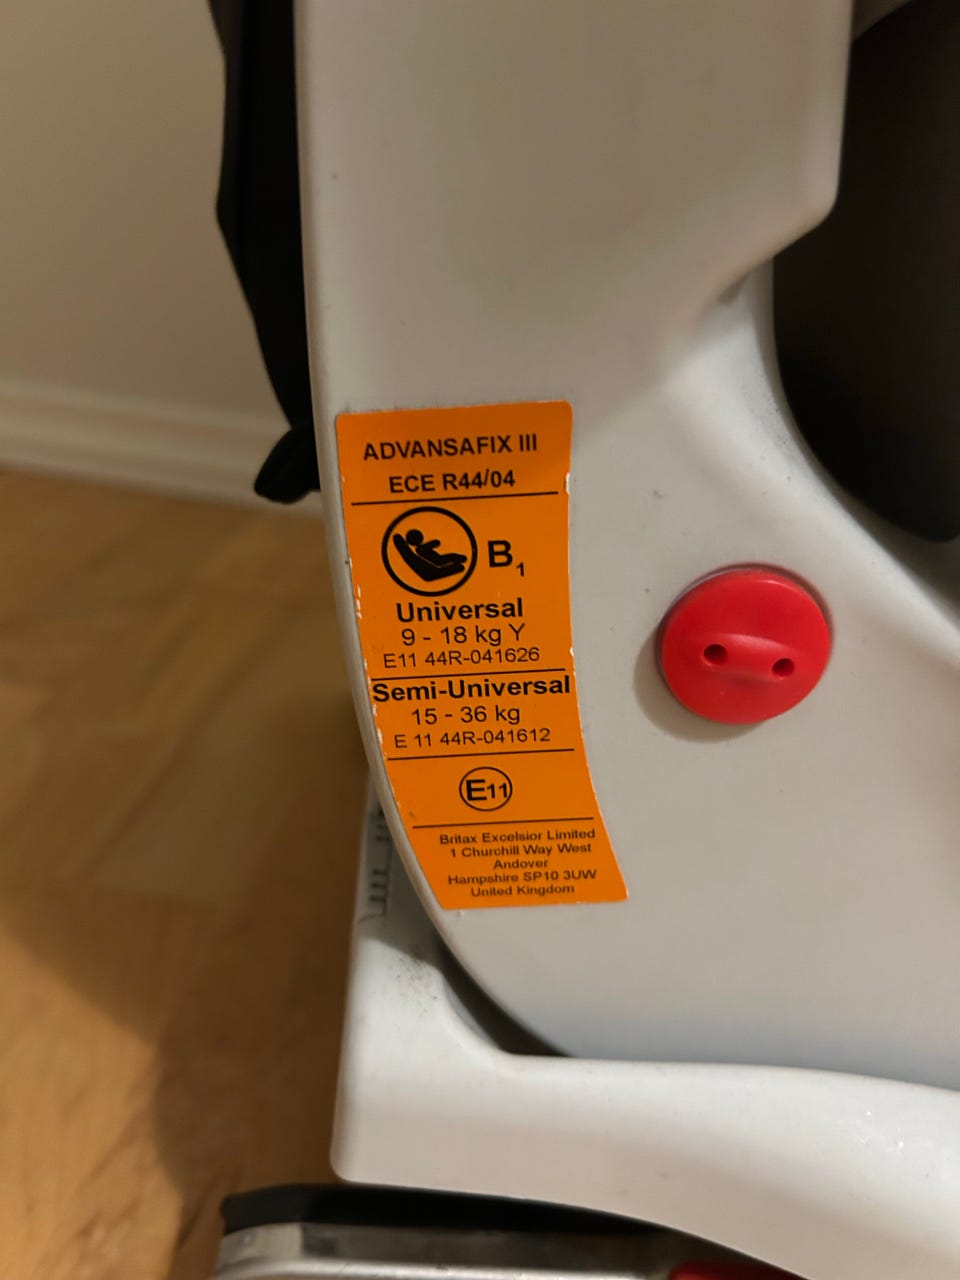 ADVANSAFIX III
ECE R44/04
B1
Universal
9 - 18 kg Y
E11 44R-041626
Semi-Universal
15 - 36 kg
E 11 44R-041612
E11
Britax Excelsior Limited
1 Churchill Way West
Andover
Hampshire SP10 3UW
United Kingdom